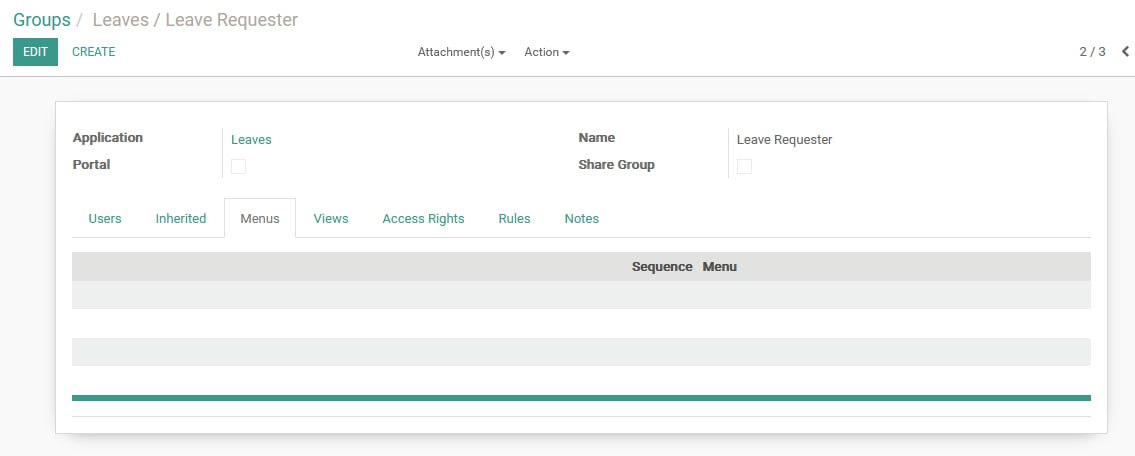 Groups / Leaves / Leave Requester
EDIT CREATE Attachment(s) Action 2 / 3
Application Leaves Name Leave Requester
Portal Share Group
Users Inherited Menus Views Access Rights Rules Notes
Sequence Menu